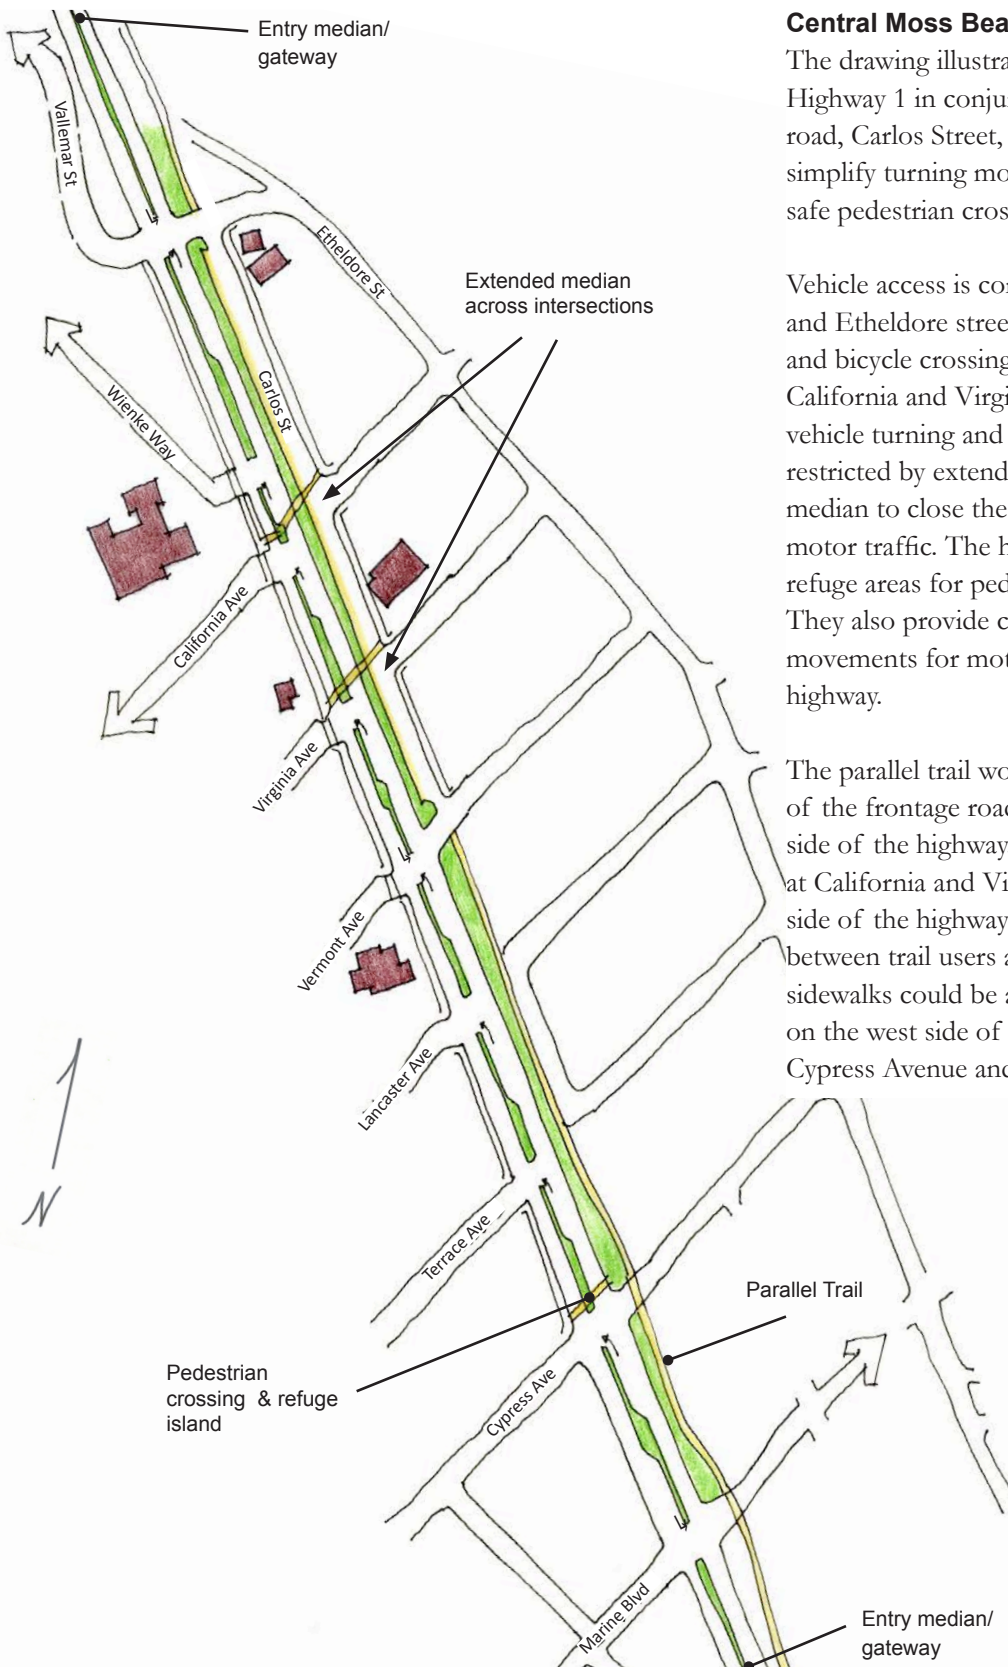 Entry median/
gateway
Vallemar St
Etheldore St
Extended median
across intersections
Carlos St
Wienke Way
California Ave
Virginia Ave
Vermont Ave
Lancaster Ave
Terrace Ave
Parallel Trail
Pedestrian
crossing & refuge
island
Cypress Ave
Marine Blvd
Entry median/
gateway
N
Central Moss Bea
The drawing illustra
Highway 1 in conju
road, Carlos Street,
simplify turning mo
safe pedestrian cros
Vehicle access is co
and Etheldore stree
and bicycle crossing
California and Virgi
vehicle turning and
restricted by extend
median to close the
motor traffic. The h
refuge areas for ped
They also provide c
movements for mot
highway.
The parallel trail wo
of the frontage road
side of the highway
at California and Vi
side of the highway
between trail users a
sidewalks could be a
on the west side of
Cypress Avenue and